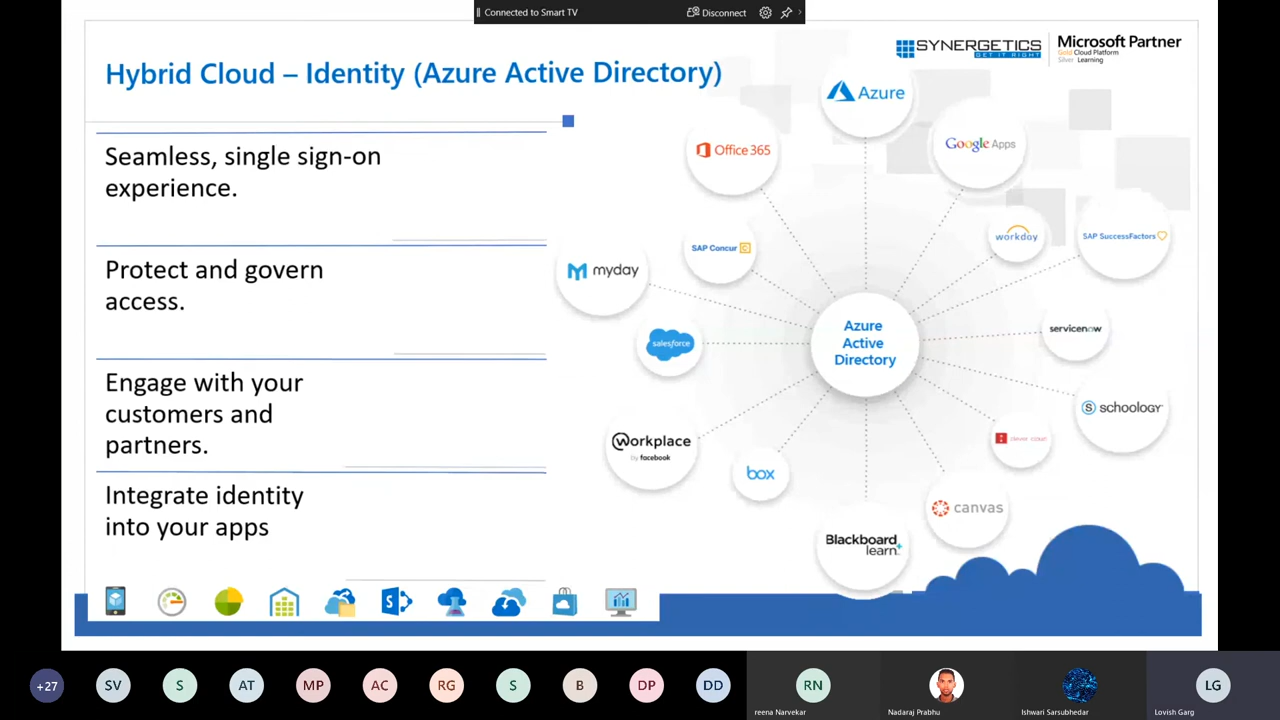 Connected to Smart TV
Disconnect
SYNERGETICS
GET IT RIGHT
Microsoft Partner
Gold Cloud Platform
Silver Learning
Hybrid Cloud – Identity (Azure Active Directory)
Seamless, single sign-on
experience.
Protect and govern
access.
Engage with your
customers and
partners.
Integrate identity
into your apps
Azure
Office 365
Google Apps
workday
SAP SuccessFactors
SAP Concur
myday
Azure
Active
Directory
servicenow
salesforce
schoology
Workplace
by facebook
box
canvas
Blackboard
learn
+27
SV
S
AT
MP
AC
RG
S
B
DP
DD
RN
LG
reena Narvekar
Nadaraj Prabhu
Ishwari Sarsubhedar
Lovish Garg